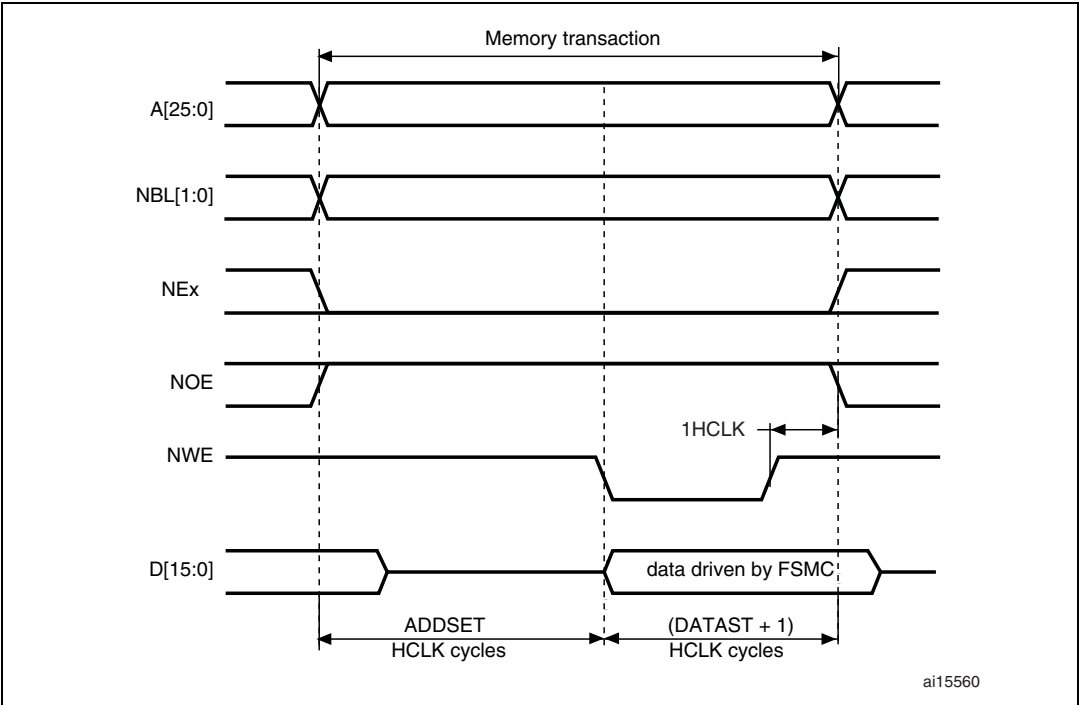 Memory transaction
A[25:0]
NBL[1:0]
NEx
NOE
1HCLK
NWE
D[15:0]
data driven by FSMC
ADDSET
HCLK cycles
(DATAST + 1)
HCLK cycles
ai15560